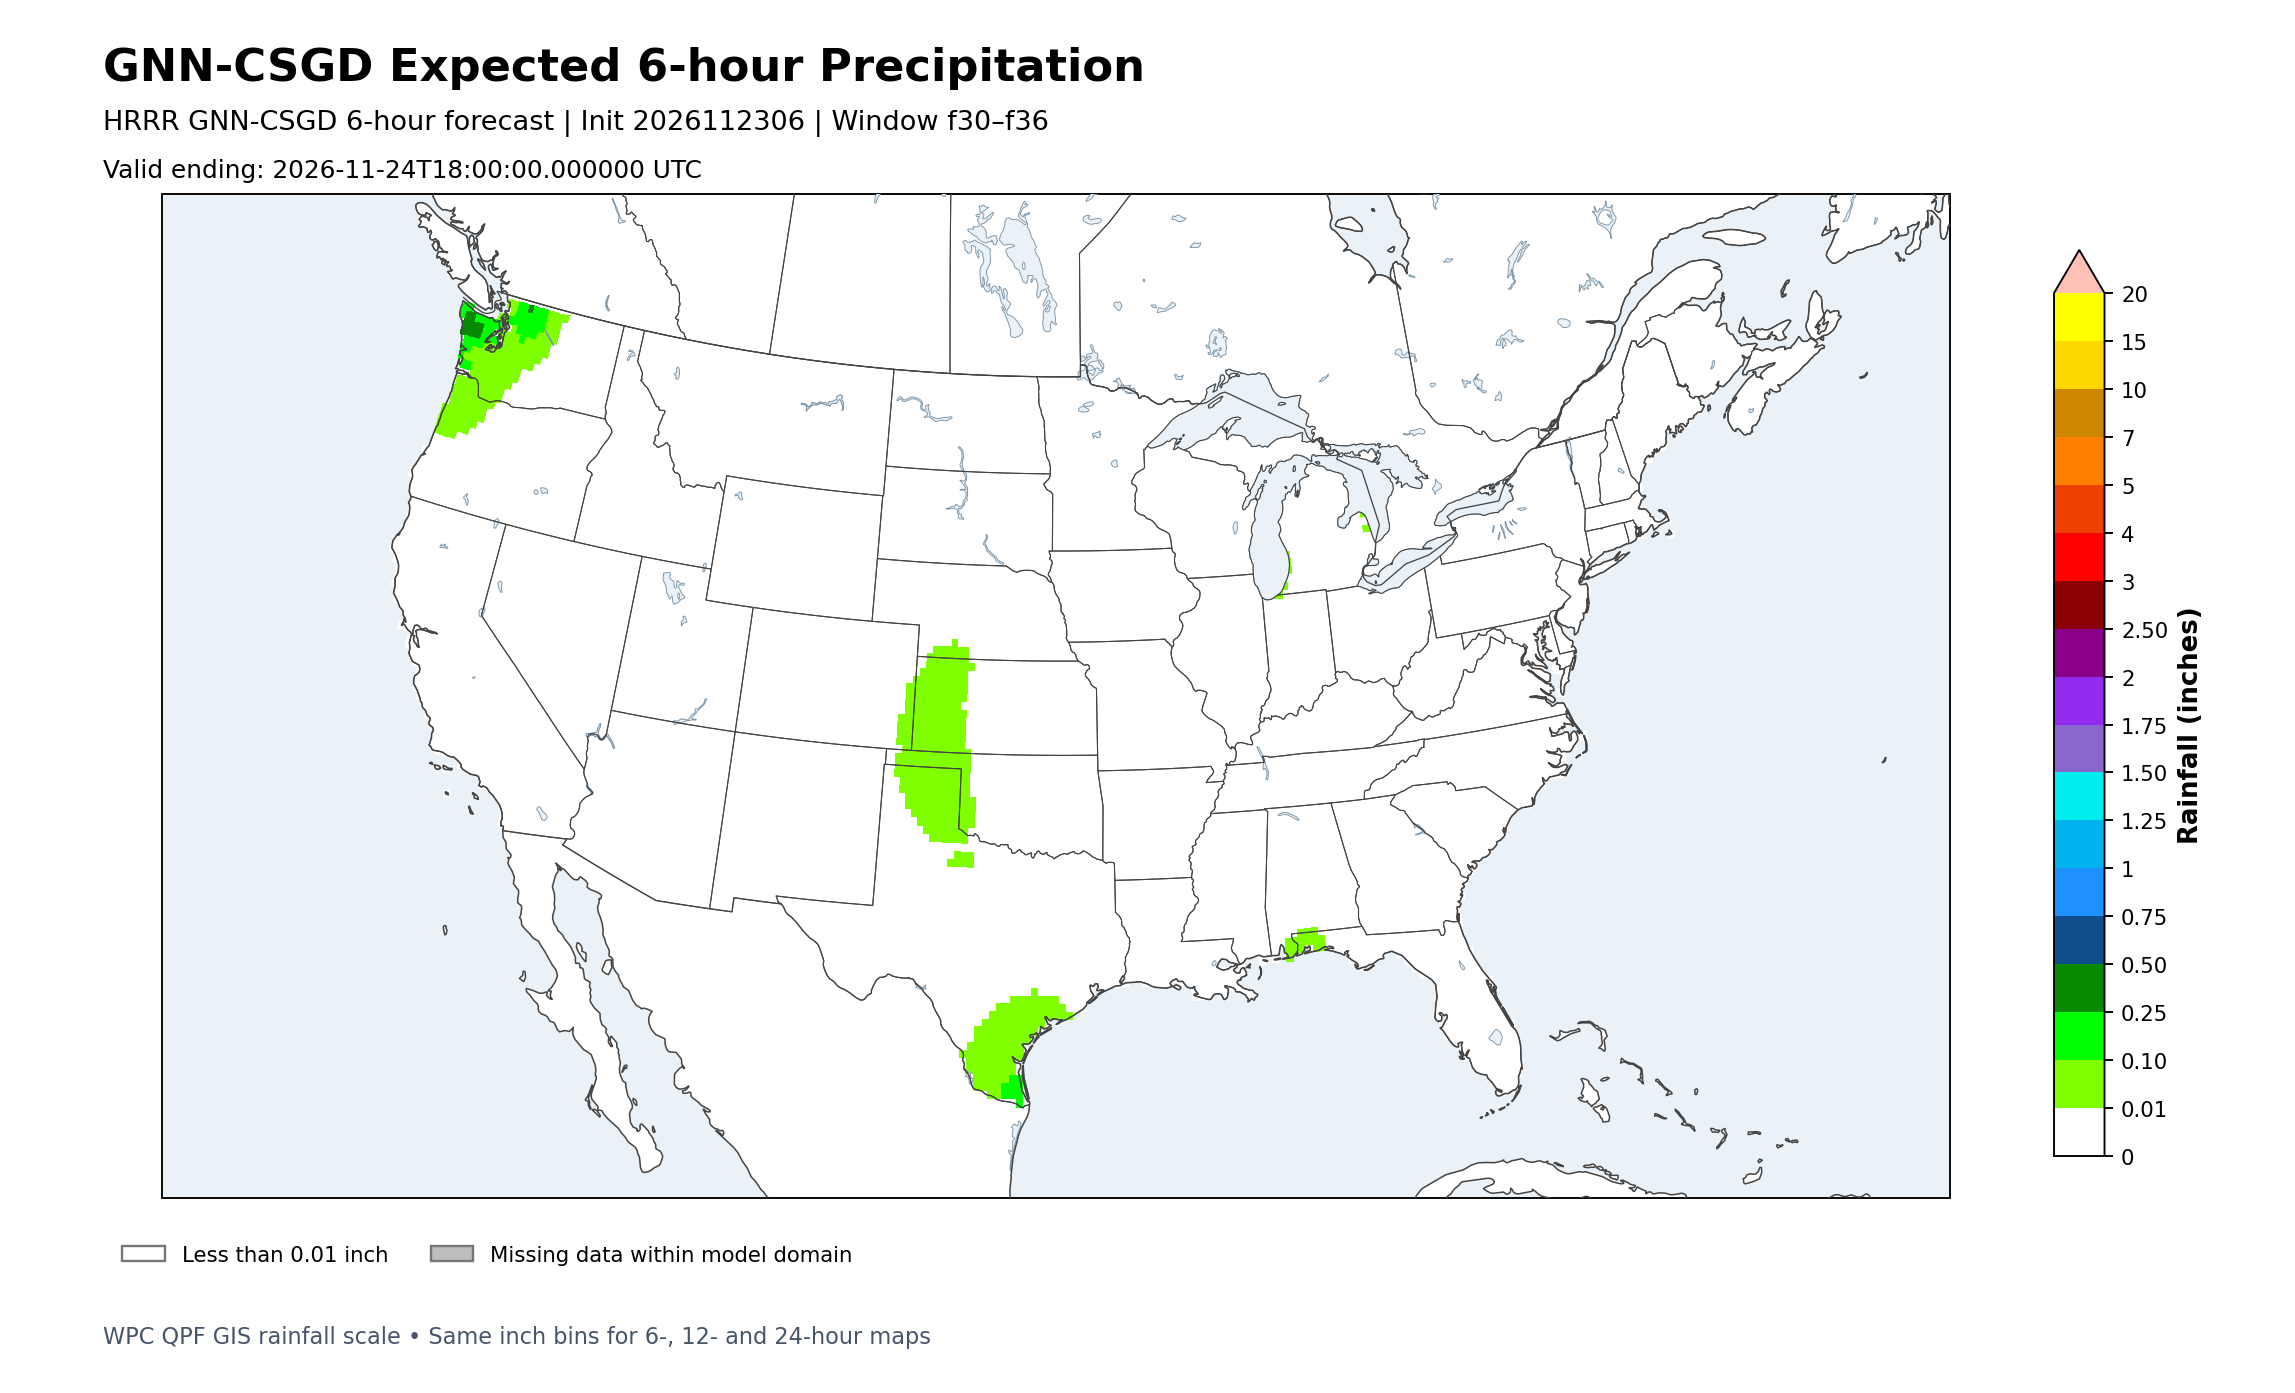 GNN-CSGD Expected 6-hour Precipitation
HRRR GNN-CSGD 6-hour forecast | Init 2026112306 | Window f30–f36
Valid ending: 2026-11-24T18:00:00.000000 UTC
20
15
10
7
5
4
3
2.50
2
1.75
1.50
1.25
1
0.75
0.50
0.25
0.10
0.01
0
Rainfall (inches)
Less than 0.01 inch
Missing data within model domain
WPC QPF GIS rainfall scale • Same inch bins for 6-, 12- and 24-hour maps